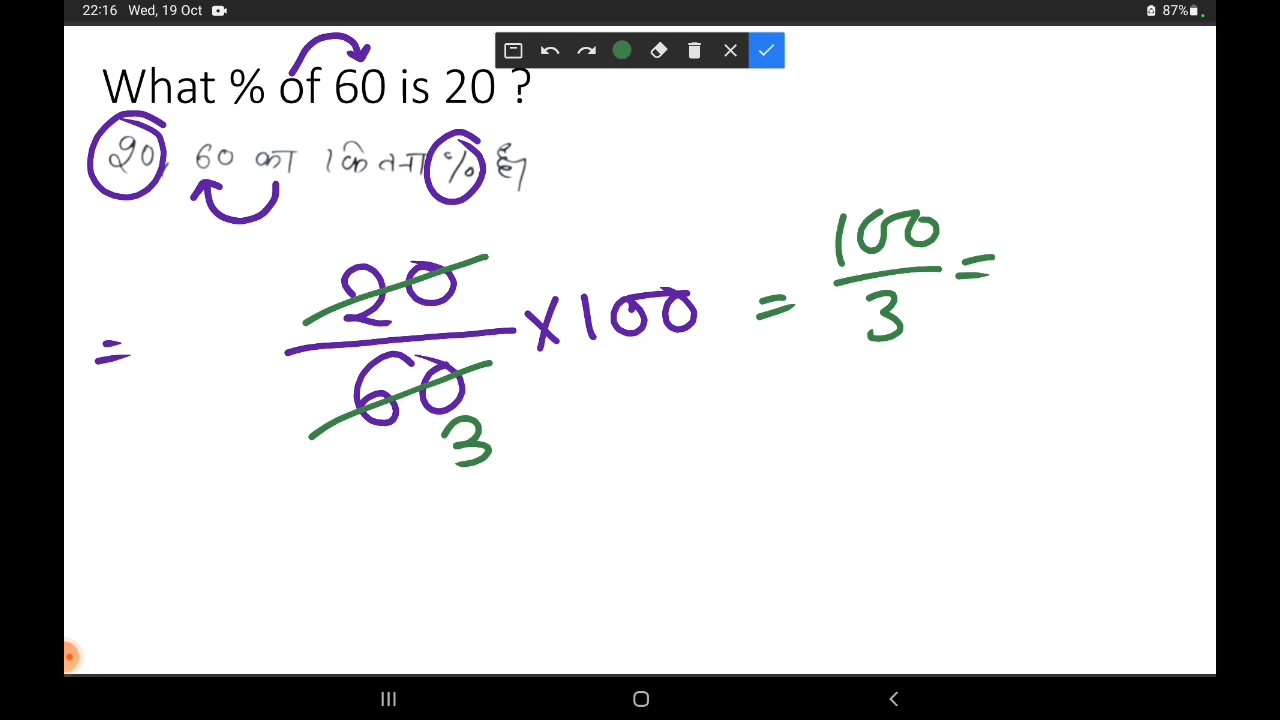 22:16 Wed, 19 Oct 87%
What % of 60 is 20 ?
20, 60 का कितना % है
= 20/60 × 100 = 100/3 =
3